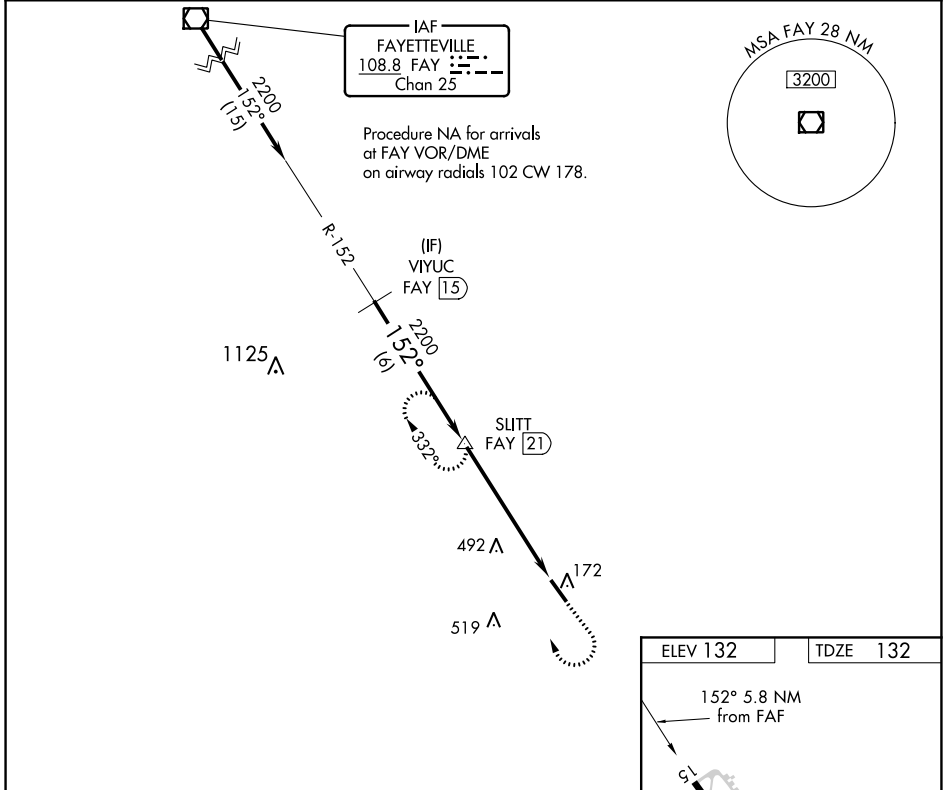 IAF
FAYETTEVILLE
108.8 FAY
Chan 25
MSA FAY 28 NM
3200
2200
152°
(15)
Procedure NA for arrivals
at FAY VOR/DME
on airway radials 102 CW 178.
R-152
(IF)
VIYUC
FAY 15
2200
152°
(6)
1125
SLITT
FAY 21
332°
492
172
519
ELEV 132
TDZE 132
152° 5.8 NM
from FAF
15